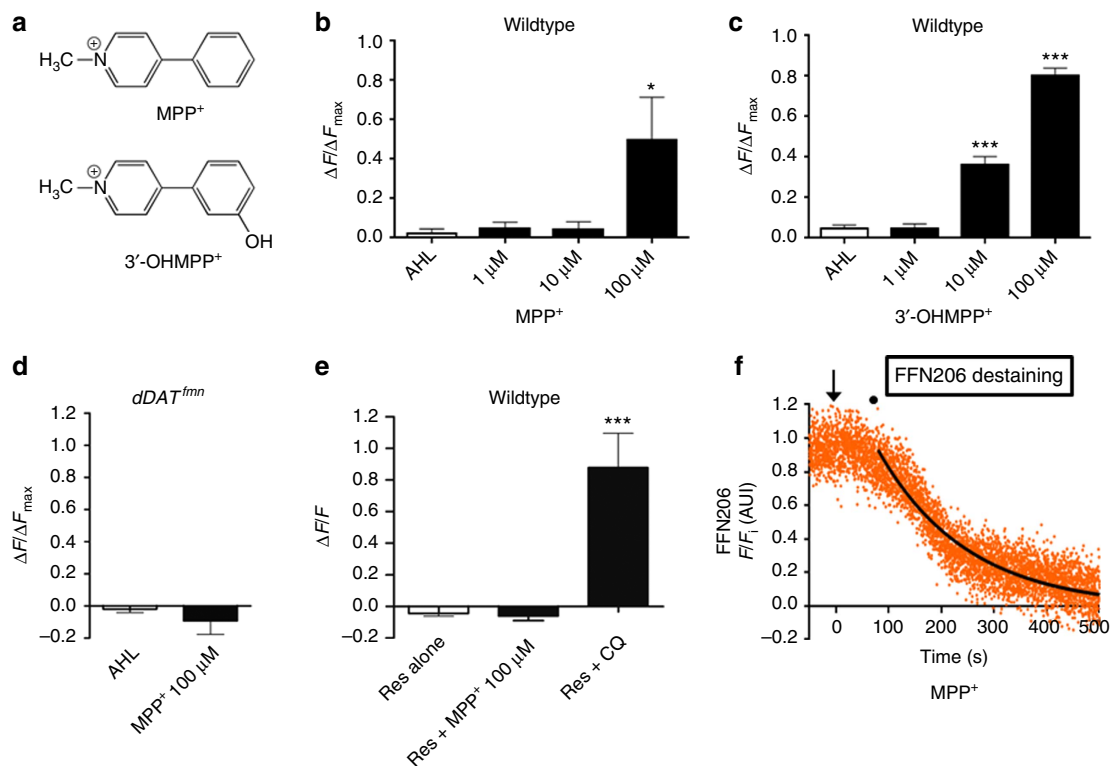 a
H₃C
N
⊕
MPP⁺
⊕
H₃C
N
OH
3′-OHMPP⁺
b
Wildtype
ΔF/ΔFmax
1.0
0.8
0.6
0.4
0.2
0.0
*
AHL
1 μM
10 μM
100 μM
MPP⁺
c
Wildtype
ΔF/ΔFmax
1.0
0.8
0.6
0.4
0.2
0.0
***
***
AHL
1 μM
10 μM
100 μM
3′-OHMPP⁺
d
dDATᶠᵐⁿ
ΔF/ΔFmax
1.2
1.0
0.8
0.6
0.4
0.2
0.0
–0.2
AHL
MPP⁺ 100 μM
e
Wildtype
ΔF/F
1.2
1.0
0.8
0.6
0.4
0.2
0.0
–0.2
***
Res alone
Res + MPP⁺ 100 μM
Res + CQ
f
FFN206 destaining
FFN206
F/Fi (AUI)
1.2
1.0
0.8
0.6
0.4
0.2
0.0
–0.2
0 100 200 300 400 500
Time (s)
MPP⁺